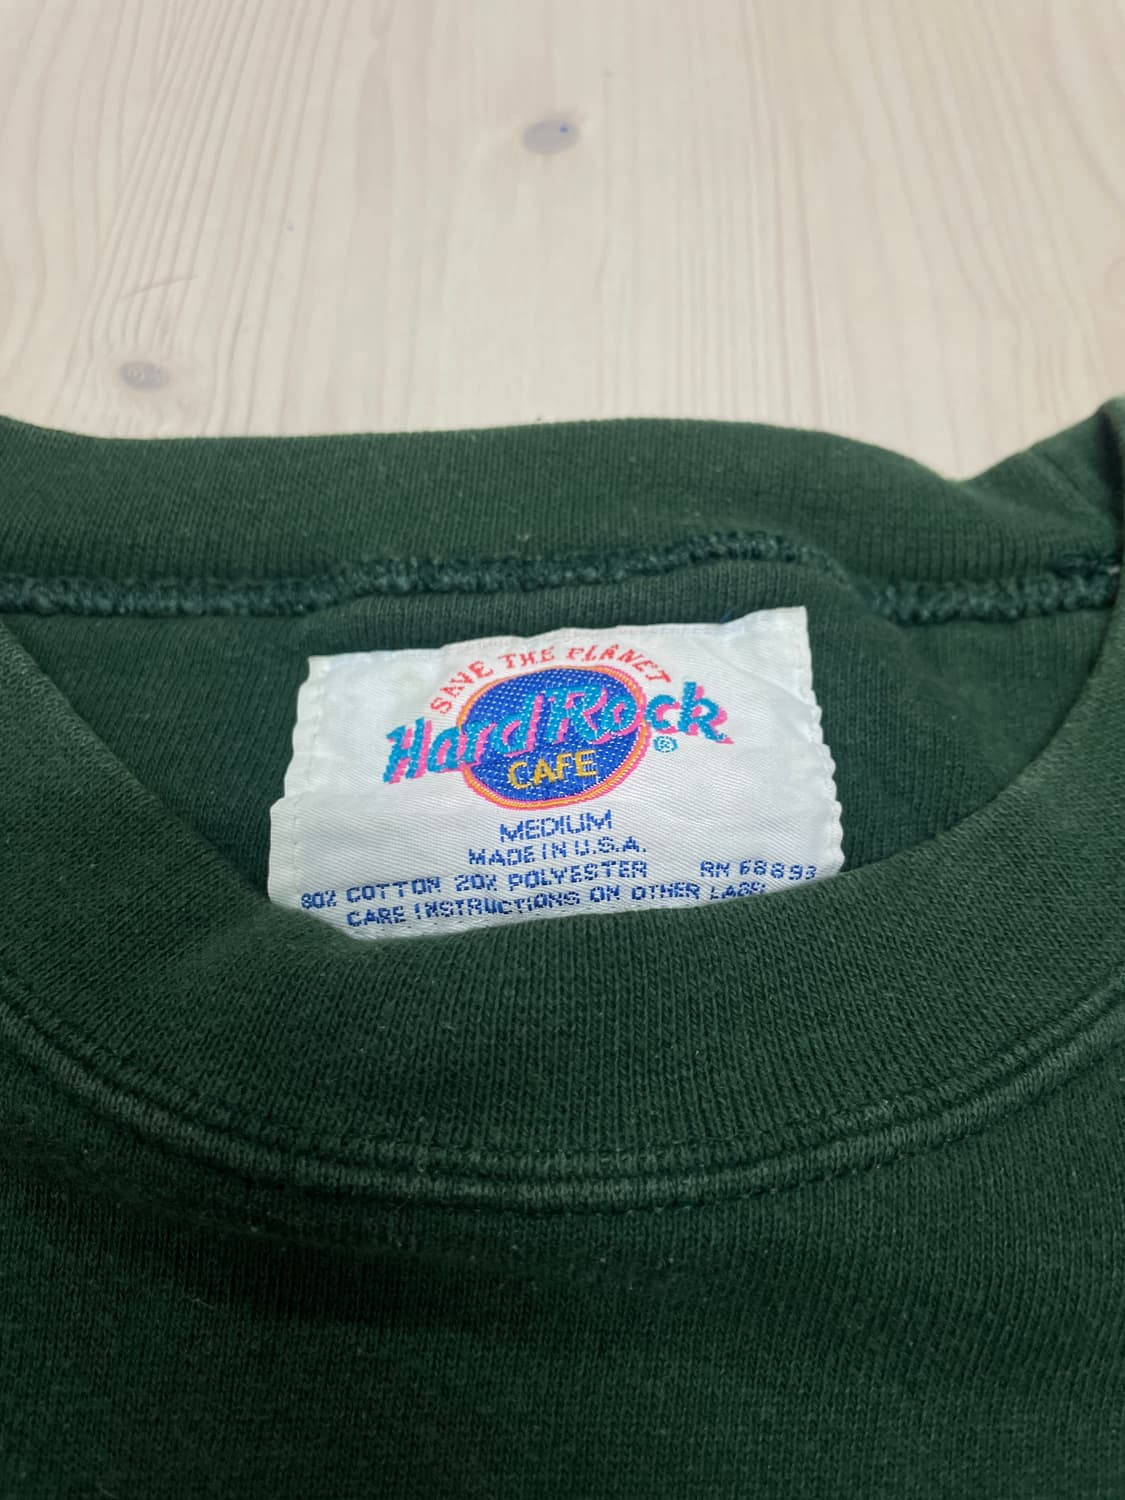 SAVE THE PLANET
Hard Rock ®
CAFE
MEDIUM
MADE IN U.S.A.
80% COTTON 20% POLYESTER RN 68893
CARE INSTRUCTIONS ON OTHER LABEL